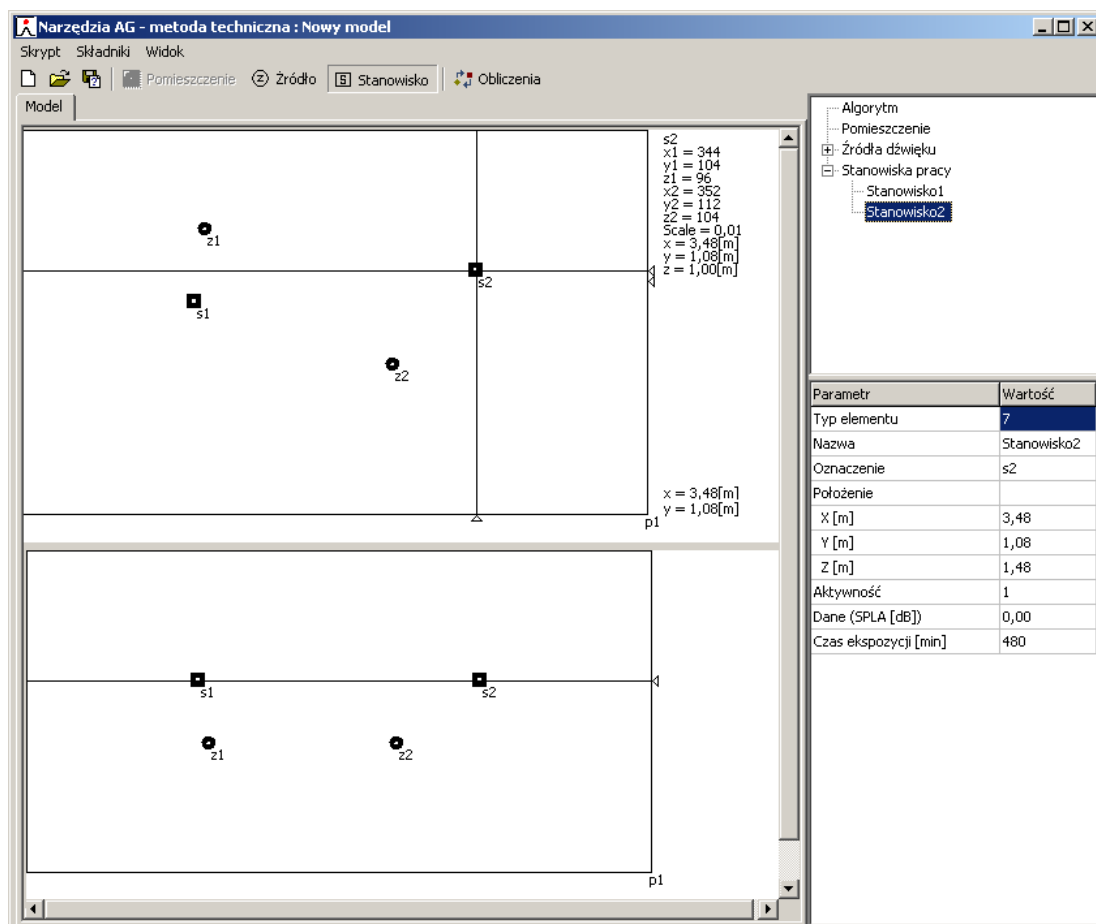 Narzędzia AG - metoda techniczna : Nowy model
Skrypt Składniki Widok
Pomieszczenie Z Źródło S Stanowisko Obliczenia
Model
s2
x1 = 344
y1 = 104
z1 = 96
x2 = 352
y2 = 112
z2 = 104
Scale = 0,01
x = 3,48[m]
y = 1,08[m]
z = 1,00[m]
z1
s2
s1
z2
x = 3,48[m]
y = 1,08[m]
p1
s1
s2
z1
z2
p1
Algorytm
Pomieszczenie
Źródła dźwięku
Stanowiska pracy
Stanowisko1
Stanowisko2
Parametr Wartość
Typ elementu 7
Nazwa Stanowisko2
Oznaczenie s2
Położenie
X [m] 3,48
Y [m] 1,08
Z [m] 1,48
Aktywność 1
Dane (SPLA [dB]) 0,00
Czas ekspozycji [min] 480